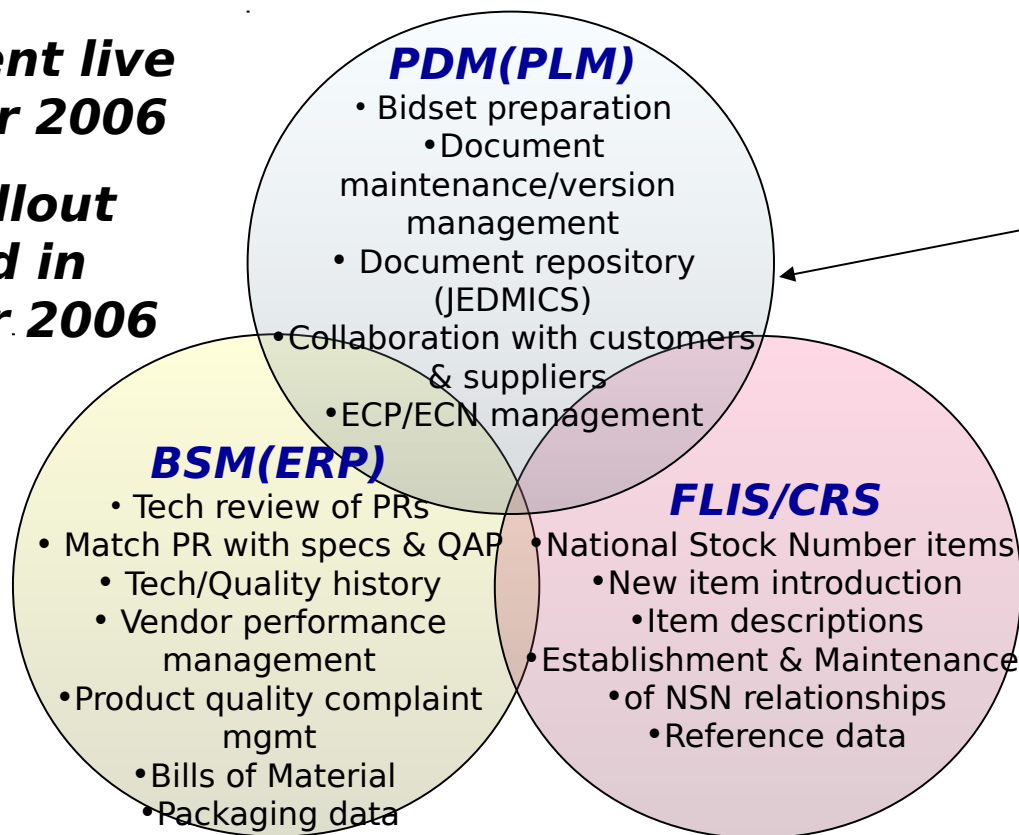 ent live
r 2006
llout
d in
r 2006
PDM(PLM)
• Bidset preparation
•Document
maintenance/version
management
• Document repository
(JEDMICS)
•Collaboration with customers
& suppliers
•ECP/ECN management
BSM(ERP)
• Tech review of PRs
• Match PR with specs & QAP
• Tech/Quality history
• Vendor performance
management
•Product quality complaint
mgmt
•Bills of Material
•Packaging data
FLIS/CRS
•National Stock Number items
•New item introduction
•Item descriptions
•Establishment & Maintenance
•of NSN relationships
•Reference data